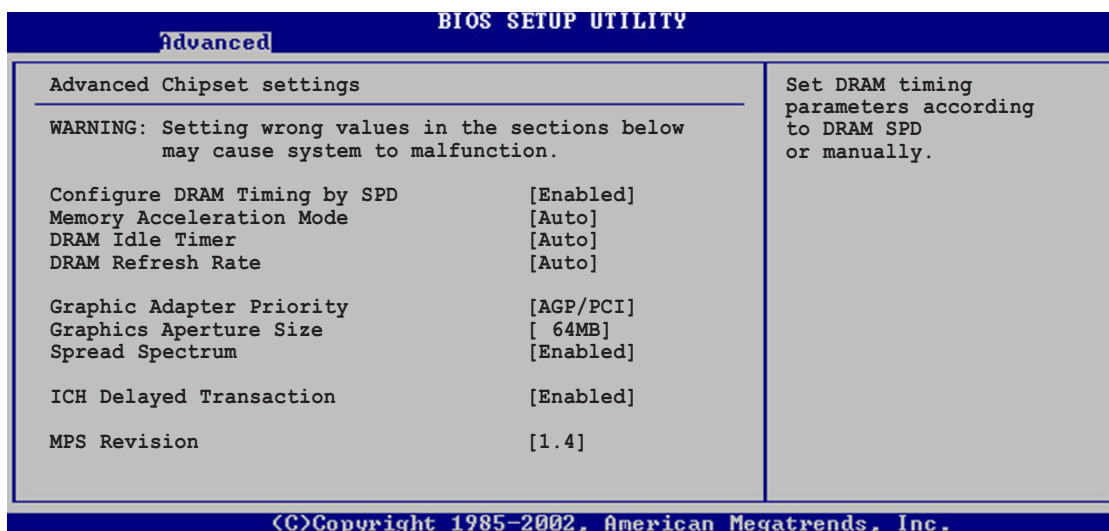 BIOS SETUP UTILITY
Advanced
Advanced Chipset settings
WARNING: Setting wrong values in the sections below
may cause system to malfunction.
Configure DRAM Timing by SPD [Enabled]
Memory Acceleration Mode [Auto]
DRAM Idle Timer [Auto]
DRAM Refresh Rate [Auto]
Graphic Adapter Priority [AGP/PCI]
Graphics Aperture Size [ 64MB]
Spread Spectrum [Enabled]
ICH Delayed Transaction [Enabled]
MPS Revision [1.4]
Set DRAM timing
parameters according
to DRAM SPD
or manually.
(C)Copyright 1985-2002, American Megatrends, Inc.